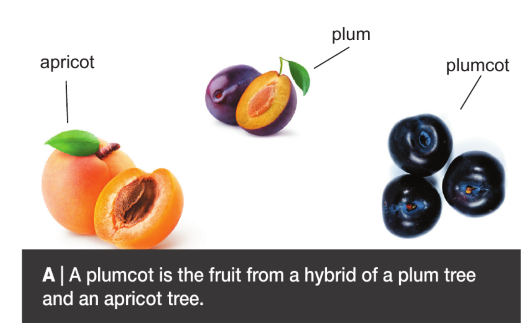 plum
apricot
plumcot
A | A plumcot is the fruit from a hybrid of a plum tree
and an apricot tree.